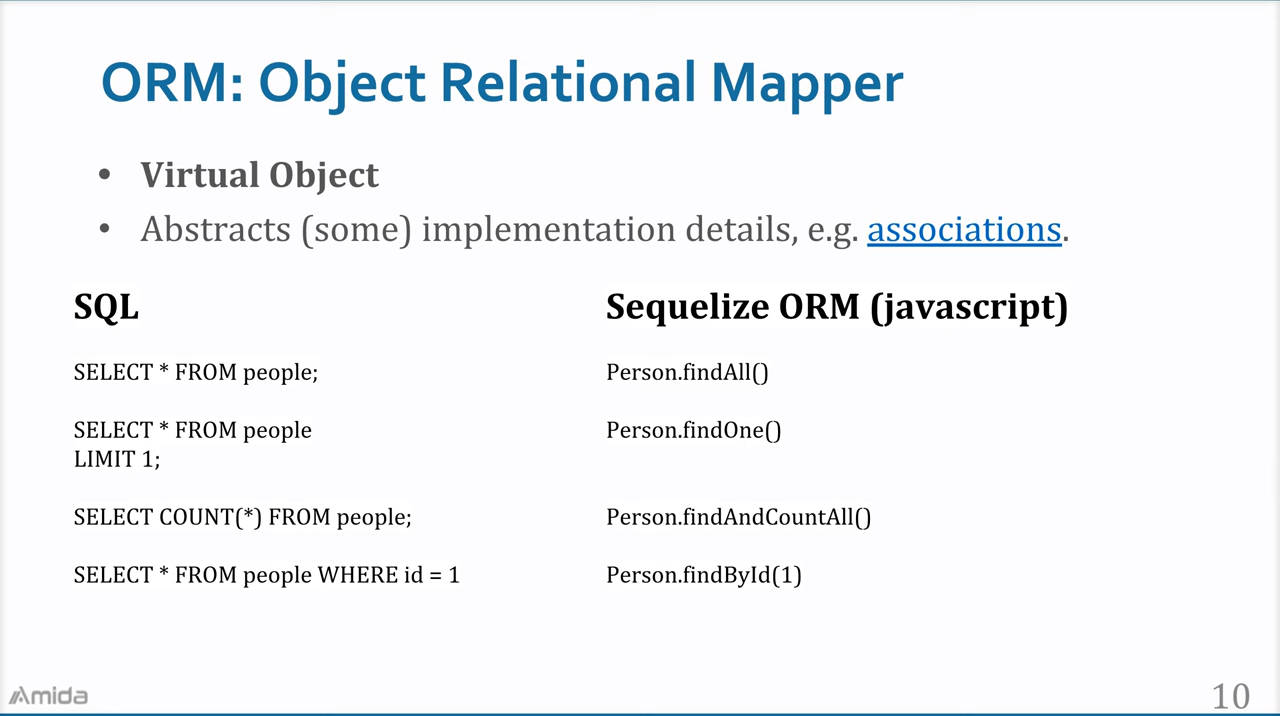 ORM: Object Relational Mapper
• Virtual Object
• Abstracts (some) implementation details, e.g. associations.
SQL
Sequelize ORM (javascript)
SELECT * FROM people;
Person.findAll()
SELECT * FROM people
LIMIT 1;
Person.findOne()
SELECT COUNT(*) FROM people;
Person.findAndCountAll()
SELECT * FROM people WHERE id = 1
Person.findById(1)
Amida
10